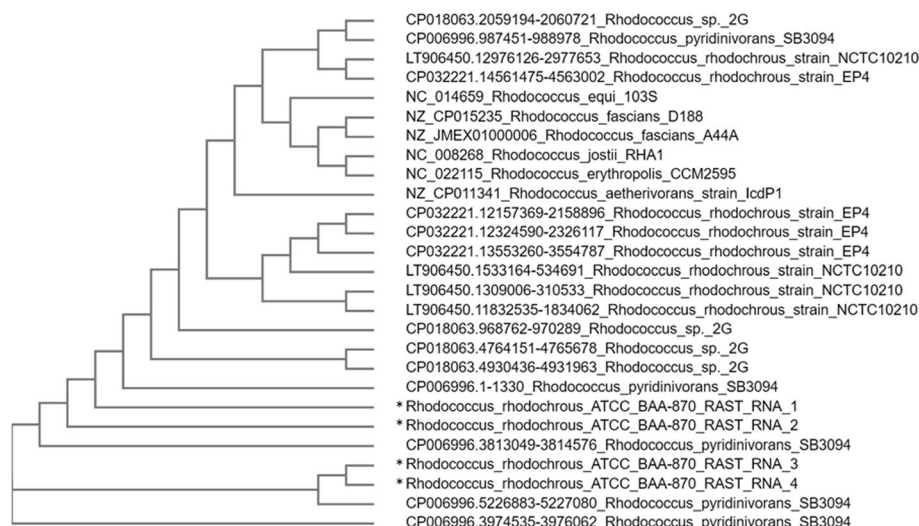 CP018063.2059194-2060721_Rhodococcus_sp._2G
CP006996.987451-988978_Rhodococcus_pyridinivorans_SB3094
LT906450.12976126-2977653_Rhodococcus_rhodochrous_strain_NCTC10210
CP032221.14561475-4563002_Rhodococcus_rhodochrous_strain_EP4
NC_014659_Rhodococcus_equi_103S
NZ_CP015235_Rhodococcus_fascians_D188
NZ_JMEX01000006_Rhodococcus_fascians_A44A
NC_008268_Rhodococcus_jostii_RHA1
NC_022115_Rhodococcus_erythropolis_CCM2595
NZ_CP011341_Rhodococcus_aetherivorans_strain_IcdP1
CP032221.12157369-2158896_Rhodococcus_rhodochrous_strain_EP4
CP032221.12324590-2326117_Rhodococcus_rhodochrous_strain_EP4
CP032221.13553260-3554787_Rhodococcus_rhodochrous_strain_EP4
LT906450.1533164-534691_Rhodococcus_rhodochrous_strain_NCTC10210
LT906450.1309006-310533_Rhodococcus_rhodochrous_strain_NCTC10210
LT906450.11832535-1834062_Rhodococcus_rhodochrous_strain_NCTC10210
CP018063.968762-970289_Rhodococcus_sp._2G
CP018063.4764151-4765678_Rhodococcus_sp._2G
CP018063.4930436-4931963_Rhodococcus_sp._2G
CP006996.1-1330_Rhodococcus_pyridinivorans_SB3094
*Rhodococcus_rhodochrous_ATCC_BAA-870_RAST_RNA_1
*Rhodococcus_rhodochrous_ATCC_BAA-870_RAST_RNA_2
CP006996.3813049-3814576_Rhodococcus_pyridinivorans_SB3094
*Rhodococcus_rhodochrous_ATCC_BAA-870_RAST_RNA_3
*Rhodococcus_rhodochrous_ATCC_BAA-870_RAST_RNA_4
CP006996.5226883-5227080_Rhodococcus_pyridinivorans_SB3094
CP006996.3974535-3976062_Rhodococcus_pyridinivorans_SB3094